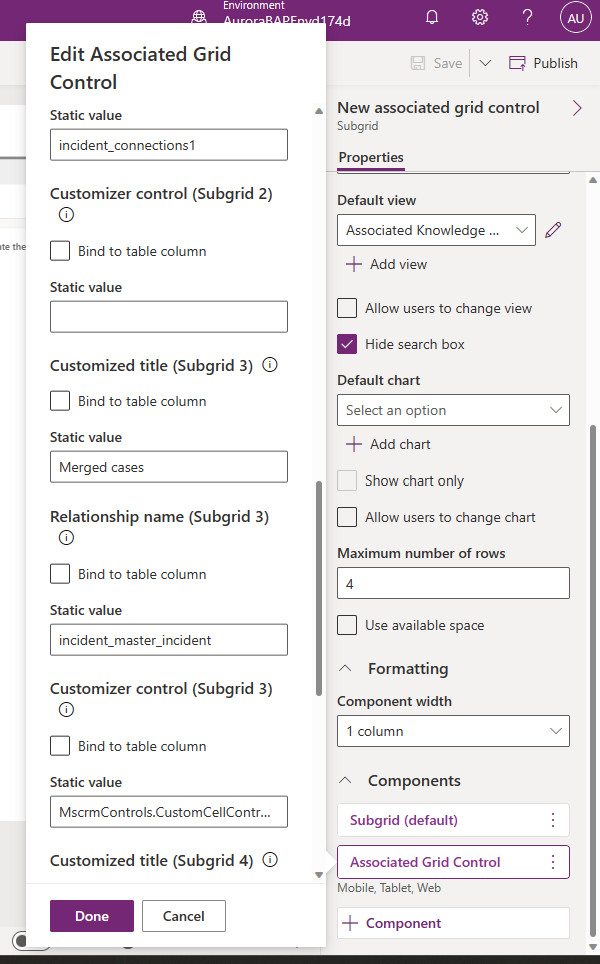 Environment
AuroraBAPEnvd174d
AU
Edit Associated Grid
Control
Static value
incident_connections1
Customizer control (Subgrid 2)
Bind to table column
Static value
Customized title (Subgrid 3)
Bind to table column
Static value
Merged cases
Relationship name (Subgrid 3)
Bind to table column
Static value
incident_master_incident
Customizer control (Subgrid 3)
Bind to table column
Static value
MscrmControls.CustomCellContr...
Customized title (Subgrid 4)
Done
Cancel
ate the
Save
Publish
New associated grid control
Subgrid
Properties
Default view
Associated Knowledge ...
Add view
Allow users to change view
Hide search box
Default chart
Select an option
Add chart
Show chart only
Allow users to change chart
Maximum number of rows
4
Use available space
Formatting
Component width
1 column
Components
Subgrid (default)
Associated Grid Control
Mobile, Tablet, Web
Component